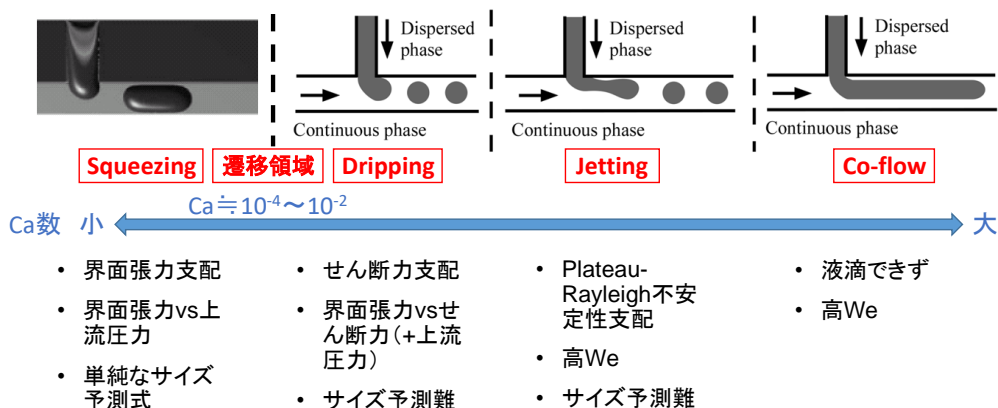 Dispersed
phase
Continuous phase
Dispersed
phase
Continuous phase
Dispersed
phase
Continuous phase
Squeezing
遷移領域
Dripping
Jetting
Co-flow
Ca≒10-4～10-2
Ca数 小
大
• 界面張力支配
• 界面張力vs上
流圧力
• 単純なサイズ
予測式
• せん断力支配
• 界面張力vsせ
ん断力(+上流
圧力)
• サイズ予測難
• Plateau-
Rayleigh不安
定性支配
• 高We
• サイズ予測難
• 液滴できず
• 高We